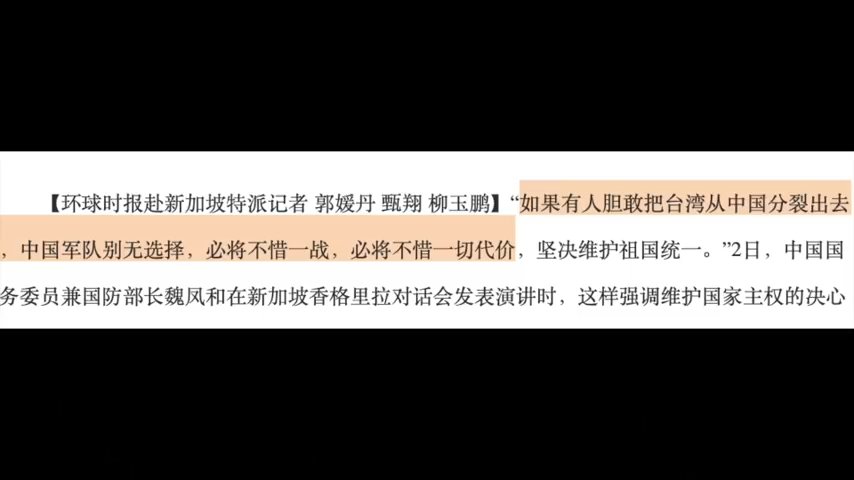 【环球时报赴新加坡特派记者 郭媛丹 甄翔 柳玉鹏】“如果有人胆敢把台湾从中国分裂出去
，中国军队别无选择，必将不惜一战，必将不惜一切代价，坚决维护祖国统一。”2日，中国国
务委员兼国防部长魏凤和在新加坡香格里拉对话会发表演讲时，这样强调维护国家主权的决心